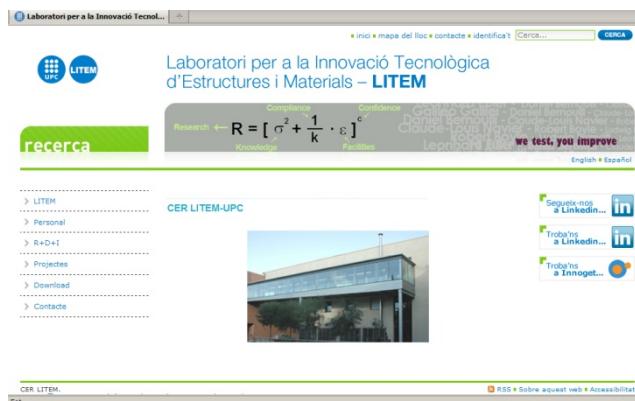 Laboratori per a la Innovació Tecnol...
inici mapa del lloc contacte identifica't Cerca... CERCA
UPC LITEM
Laboratori per a la Innovació Tecnològica
d'Estructures i Materials – LITEM
recerca
Compliance Confidence
Research ← R = [ σ² + 1/k · ε ]ᶜ
Knowledge Facilities
we test, you improve
English Español
LITEM
Personal
R+D+I
Projectes
Download
Contacte
CER LITEM-UPC
Segueix-nos
a Linkedin... in
Troba'ns
a Linkedin... in
Troba'ns
a Innoget...
CER LITEM.
RSS Sobre aquest web Accessibilitat